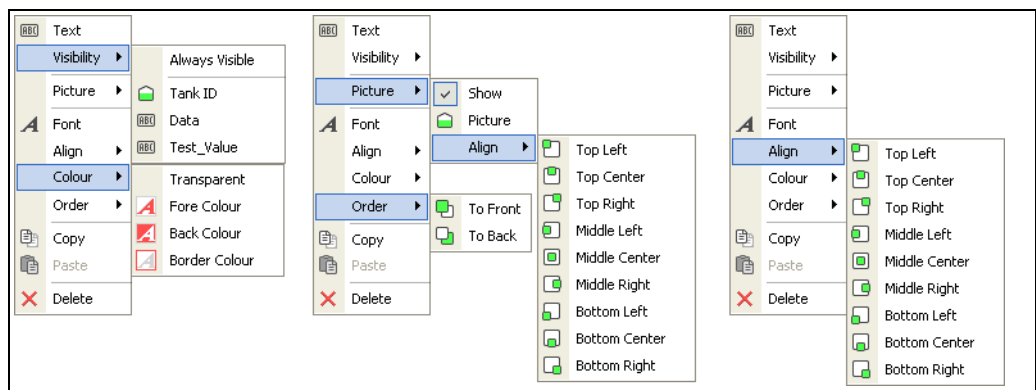 Text
Visibility
Picture
Font
Align
Colour
Order
Copy
Paste
Delete
Always Visible
Tank ID
Data
Test_Value
Transparent
Fore Colour
Back Colour
Border Colour
Text
Visibility
Picture
Font
Align
Colour
Order
Copy
Paste
Delete
Show
Picture
Align
To Front
To Back
Top Left
Top Center
Top Right
Middle Left
Middle Center
Middle Right
Bottom Left
Bottom Center
Bottom Right
Text
Visibility
Picture
Font
Align
Colour
Order
Copy
Paste
Delete
Top Left
Top Center
Top Right
Middle Left
Middle Center
Middle Right
Bottom Left
Bottom Center
Bottom Right